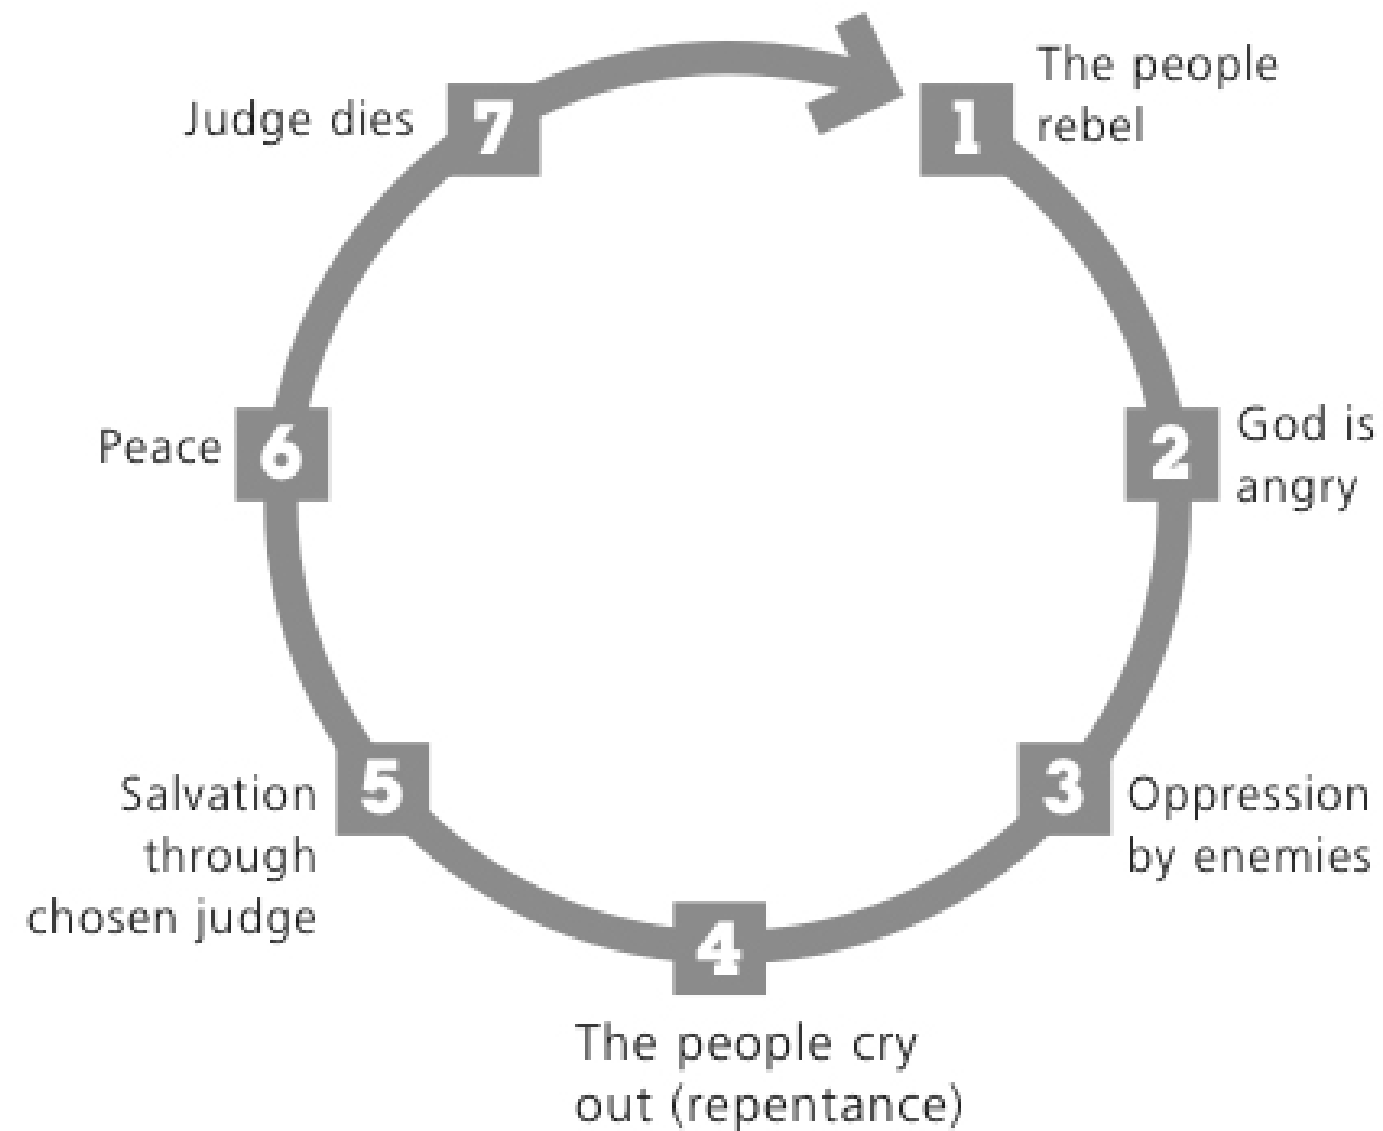 1
The people
rebel
2
God is
angry
3
Oppression
by enemies
4
The people cry
out (repentance)
5
Salvation
through
chosen judge
6
Peace
7
Judge dies